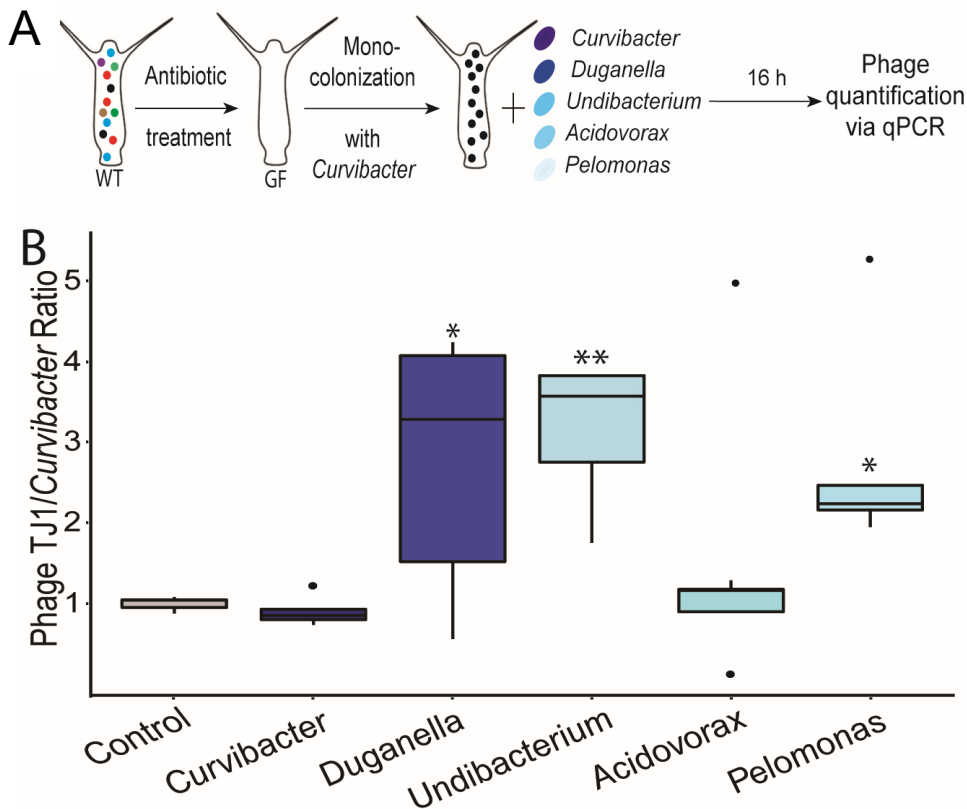 A
WT
Antibiotic
treatment
GF
Mono-
colonization
with
Curvibacter
+
Curvibacter
Duganella
Undibacterium
Acidovorax
Pelomonas
16 h
Phage
quantification
via qPCR
B
Phage TJ1/Curvibacter Ratio
5
4
3
2
1
*
**
*
Control
Curvibacter
Duganella
Undibacterium
Acidovorax
Pelomonas